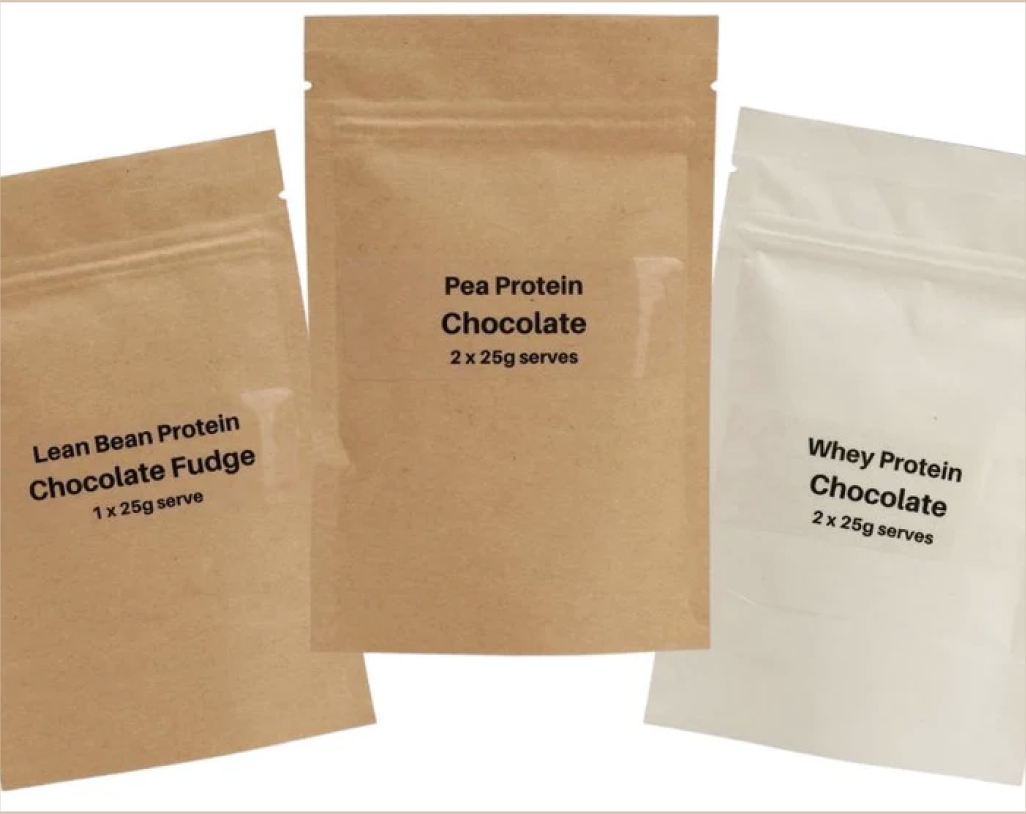 Lean Bean Protein
Chocolate Fudge
1 x 25g serve
Pea Protein
Chocolate
2 x 25g serves
Whey Protein
Chocolate
2 x 25g serves